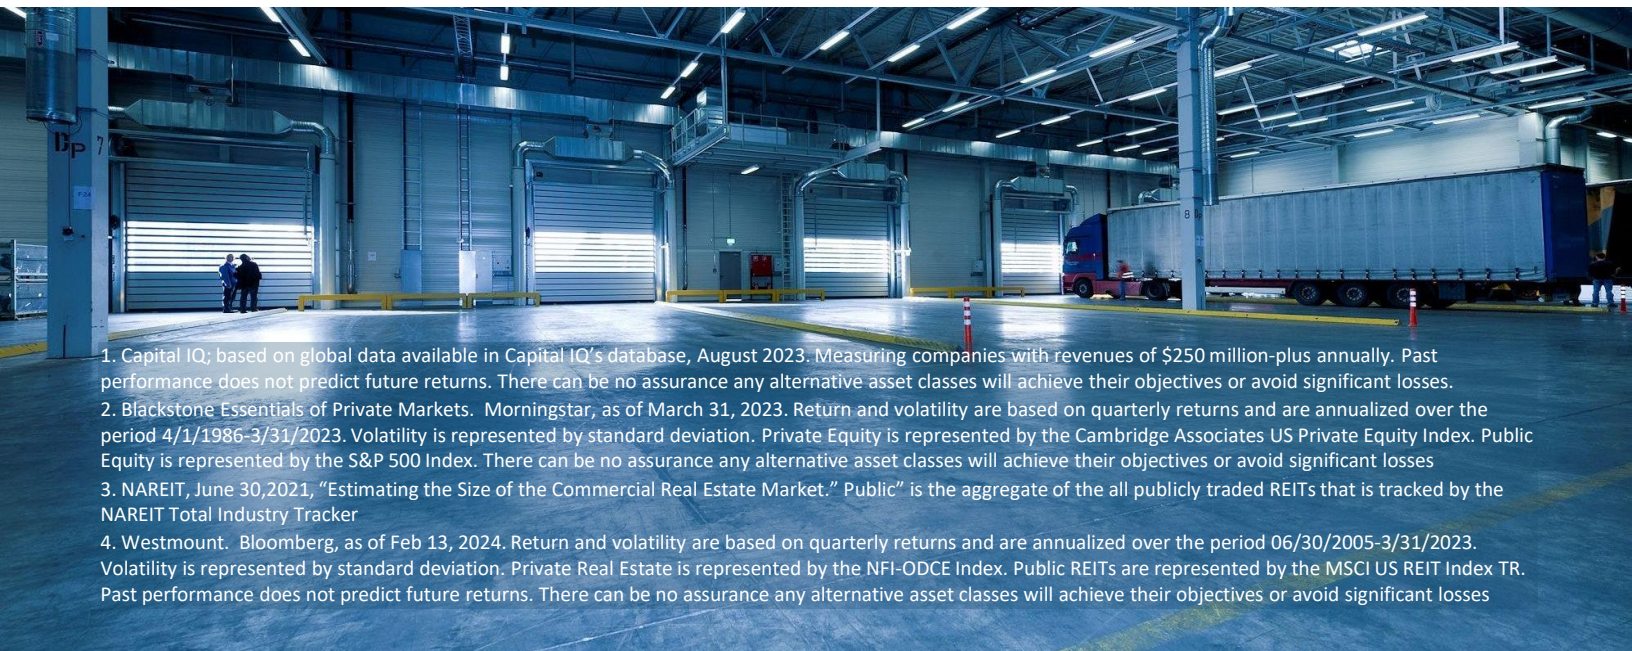 DP 7
F24
8
1. Capital IQ; based on global data available in Capital IQ's database, August 2023. Measuring companies with revenues of $250 million-plus annually. Past
performance does not predict future returns. There can be no assurance any alternative asset classes will achieve their objectives or avoid significant losses.
2. Blackstone Essentials of Private Markets.  Morningstar, as of March 31, 2023. Return and volatility are based on quarterly returns and are annualized over the
period 4/1/1986-3/31/2023. Volatility is represented by standard deviation. Private Equity is represented by the Cambridge Associates US Private Equity Index. Public
Equity is represented by the S&P 500 Index. There can be no assurance any alternative asset classes will achieve their objectives or avoid significant losses
3. NAREIT, June 30,2021, “Estimating the Size of the Commercial Real Estate Market.” Public” is the aggregate of the all publicly traded REITs that is tracked by the
NAREIT Total Industry Tracker
4. Westmount.  Bloomberg, as of Feb 13, 2024. Return and volatility are based on quarterly returns and are annualized over the period 06/30/2005-3/31/2023.
Volatility is represented by standard deviation. Private Real Estate is represented by the NFI-ODCE Index. Public REITs are represented by the MSCI US REIT Index TR.
Past performance does not predict future returns. There can be no assurance any alternative asset classes will achieve their objectives or avoid significant losses